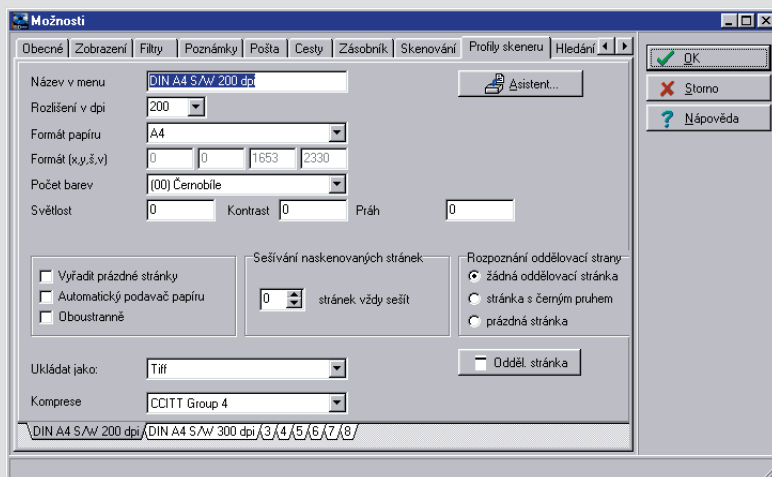 Možnosti
Obecné Zobrazení Filtry Poznámky Pošta Cesty Zásobník Skenování Profily skeneru Hledání
OK
Storno
Nápověda
Název v menu DIN A4 S/W 200 dpi Asistent...
Rozlišení v dpi 200
Formát papíru A4
Formát (x,y,š,v) 0 0 1653 2330
Počet barev (00) Černobíle
Světlost 0 Kontrast 0 Práh 0
Sešívání naskenovaných stránek
Rozpoznání oddělovací strany
Vyřadit prázdné stránky
Automatický podavač papíru
Oboustranně
0 stránek vždy sešít
žádná oddělovací stránka
stránka s černým pruhem
prázdná stránka
Odděl. stránka
Ukládat jako: Tiff
Komprese CCITT Group 4
DIN A4 S/W 200 dpi DIN A4 S/W 300 dpi 3 4 5 6 7 8